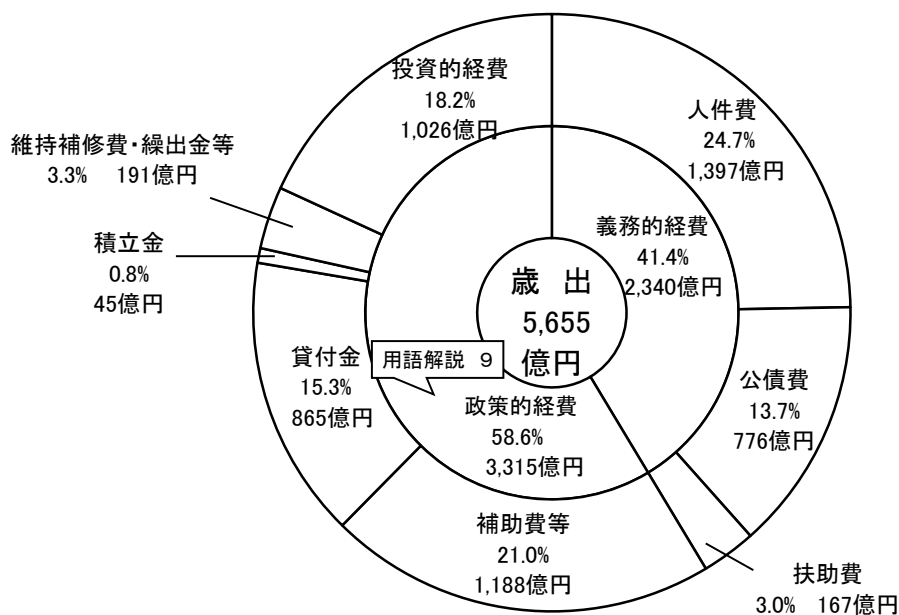 投資的経費
18.2%
1,026億円
人件費
24.7%
1,397億円
維持補修費・繰出金等
3.3% 191億円
義務的経費
41.4%
2,340億円
積立金
0.8%
45億円
歳 出
5,655
億円
貸付金
15.3%
865億円
用語解説 9
公債費
13.7%
776億円
政策的経費
58.6%
3,315億円
補助費等
21.0%
1,188億円
扶助費
3.0% 167億円